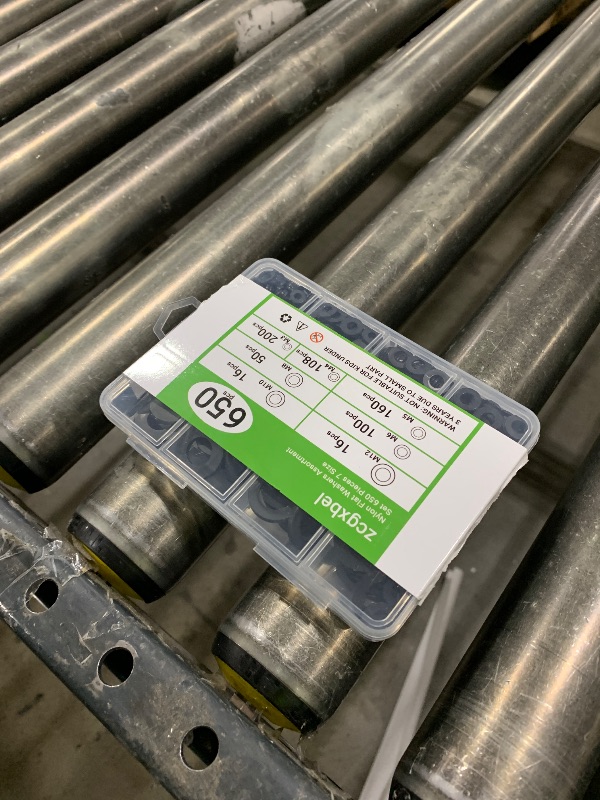 zcgxbel
Nylon Flat Washers Assortment
Set 650 Pieces 7 Size
650
pcs
M12
16pcs
M10
16pcs
M6
100pcs
M8
50pcs
M5
160pcs
M4
108pcs
M3
200pcs
WARNING: NOT SUITABLE FOR KIDS UNDER
3 YEARS DUE TO SMALL PART